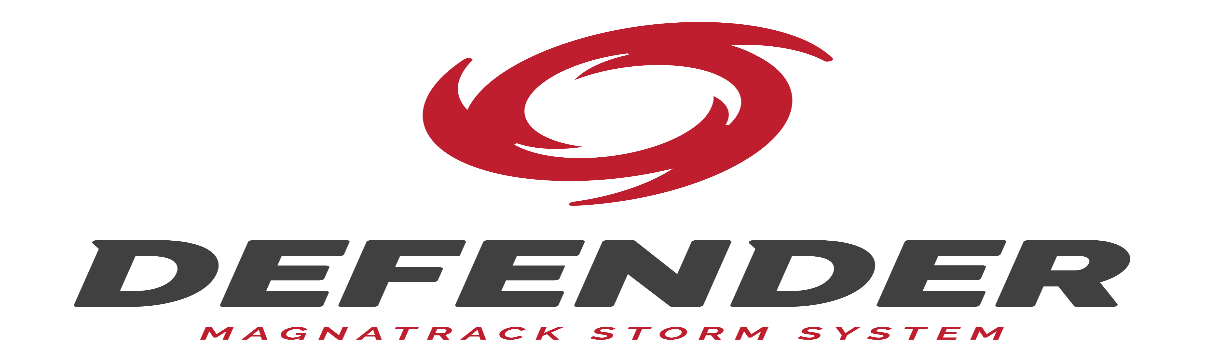 DEFENDER
MAGNATRACK STORM SYSTEM